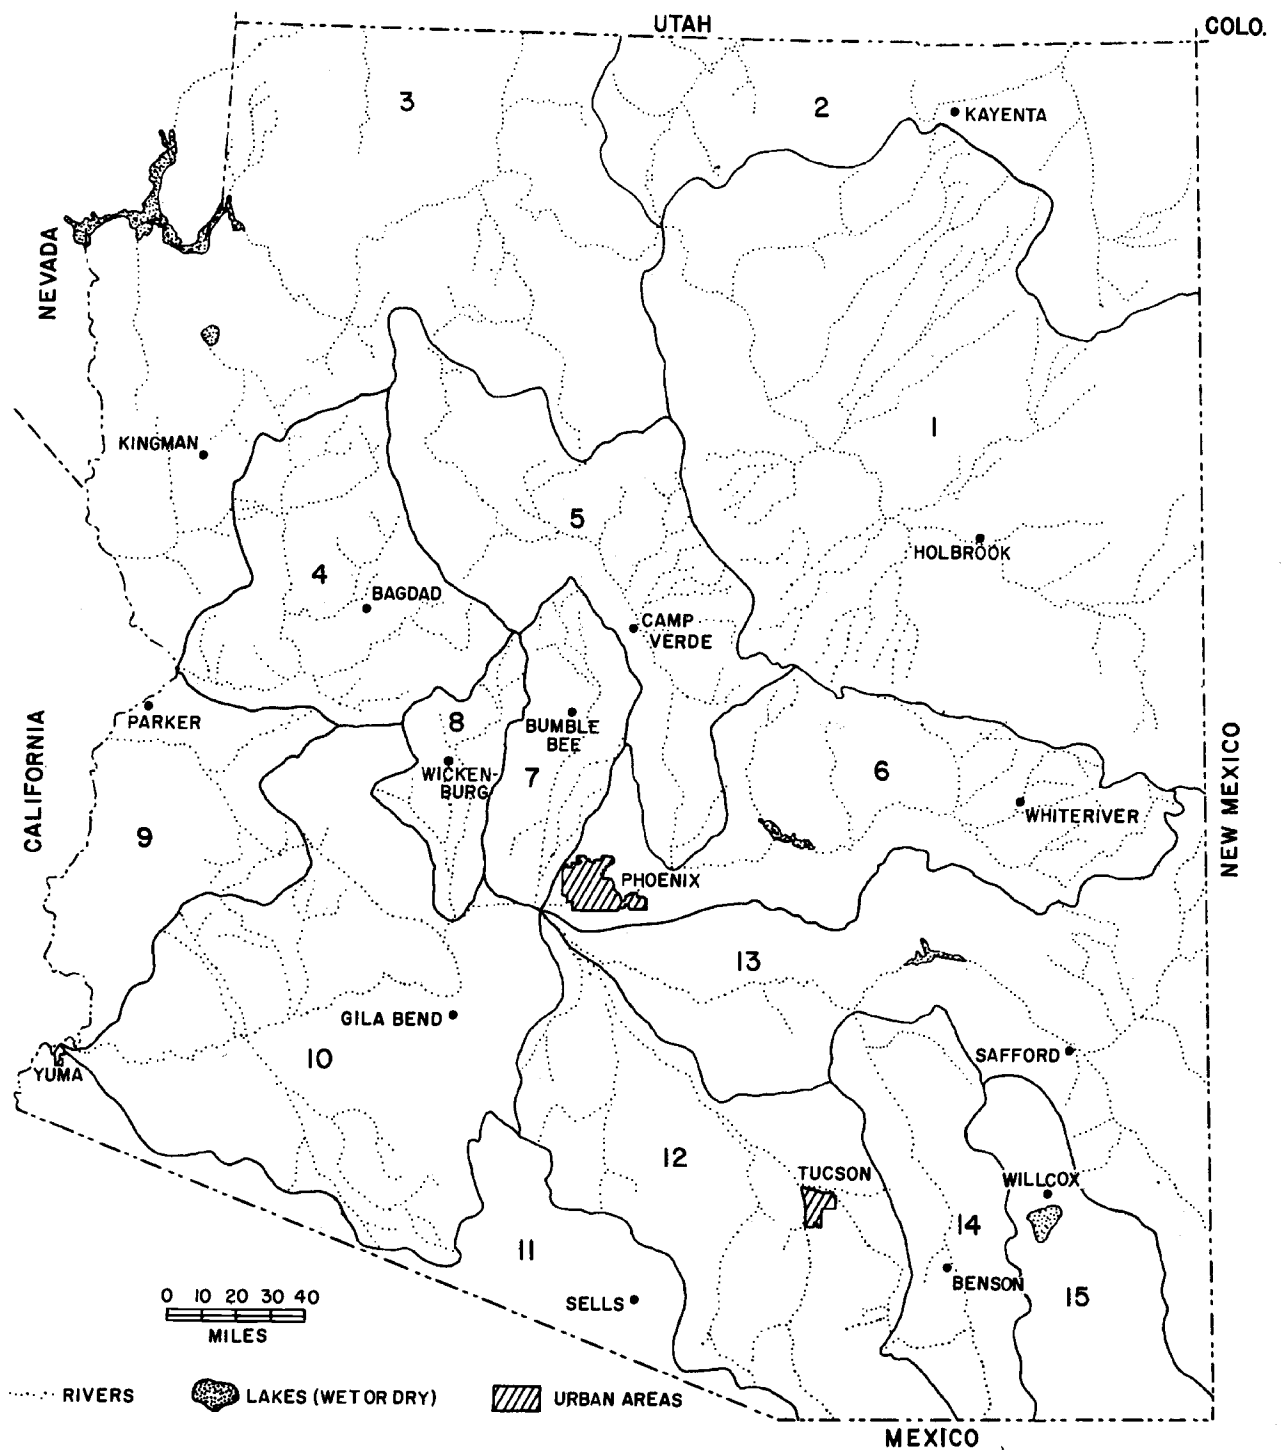 UTAH
COLO.
3
2
KAYENTA
NEVADA
1
KINGMAN
5
HOLBROOK
4
BAGDAD
CAMP
VERDE
PARKER
8
BUMBLE
BEE
WICKEN-
BURG
7
6
WHITERIVER
CALIFORNIA
NEW MEXICO
9
PHOENIX
13
GILA BEND
10
YUMA
SAFFORD
12
TUCSON
WILLCOX
14
11
BENSON
15
SELLS
0 10 20 30 40
MILES
RIVERS
LAKES (WET OR DRY)
URBAN AREAS
MEXICO